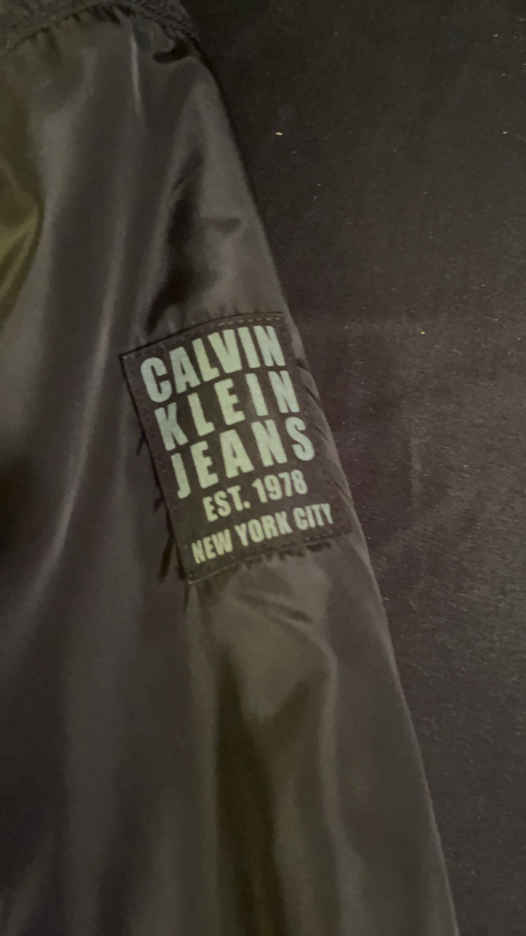 CALVIN
KLEIN
JEANS
EST. 1978
NEW YORK CITY